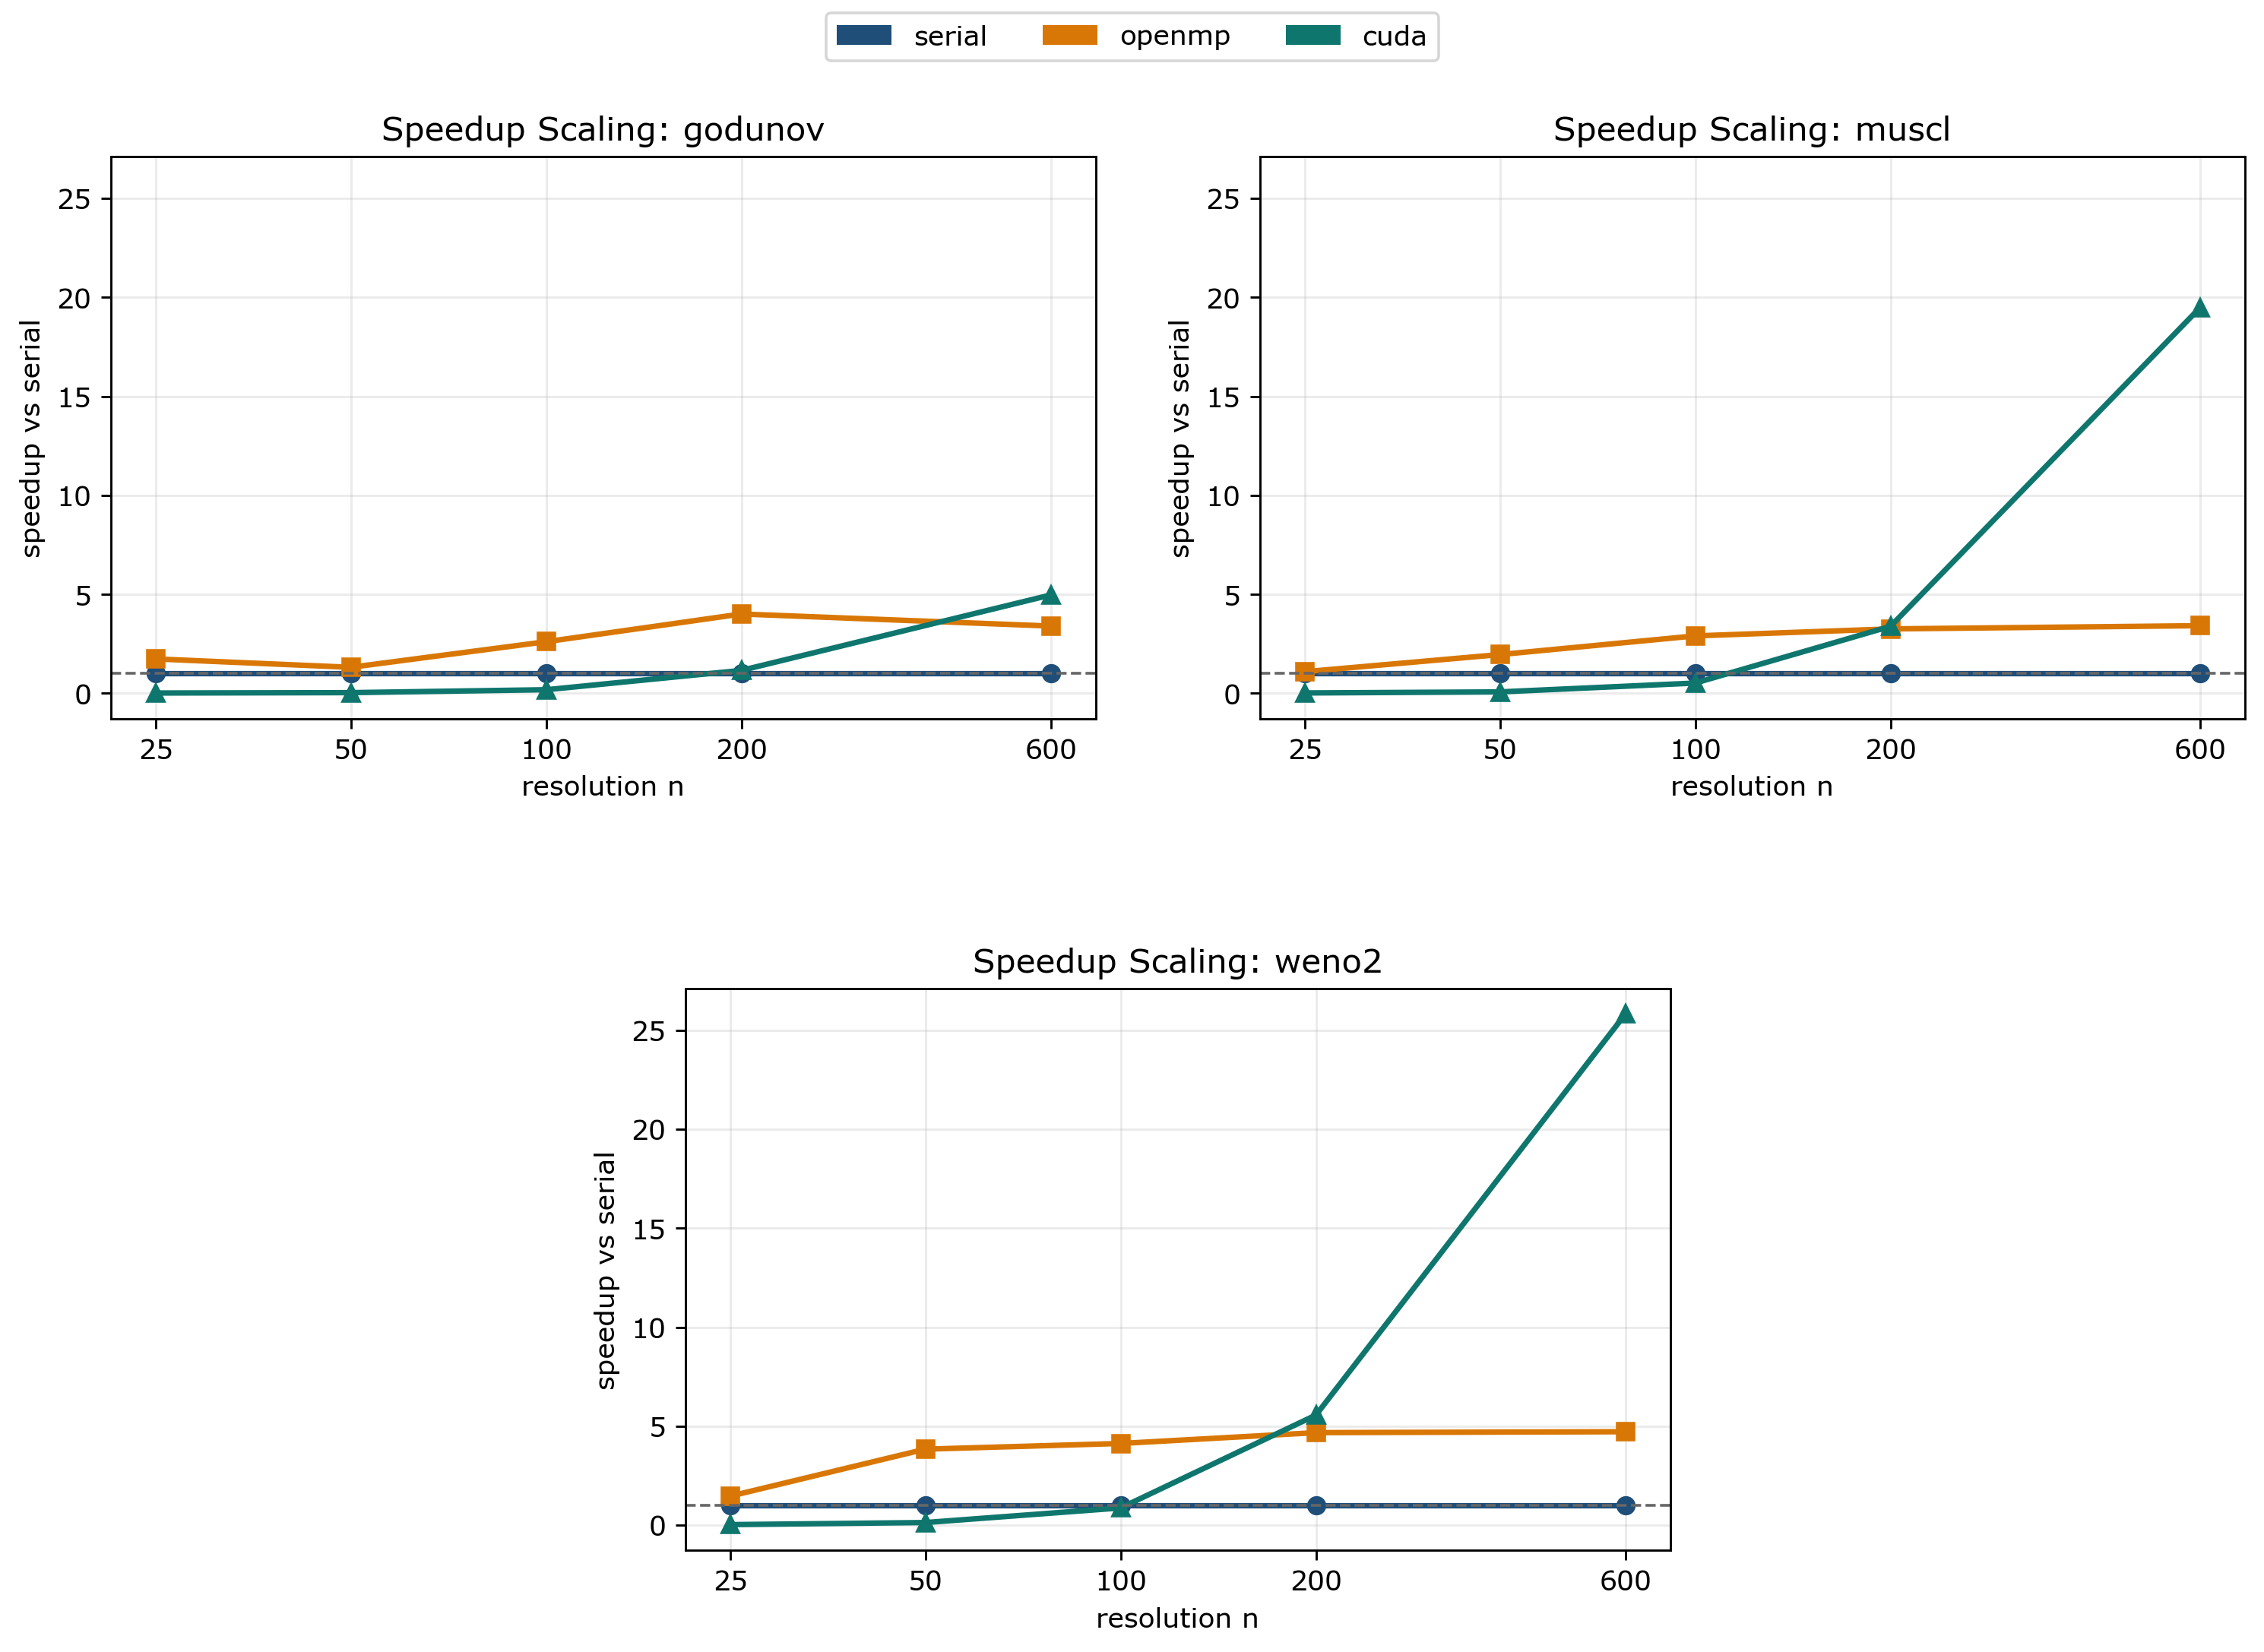 serial openmp cuda
Speedup Scaling: godunov
speedup vs serial
25
20
15
10
5
0
25 50 100 200 600
resolution n
Speedup Scaling: muscl
speedup vs serial
25
20
15
10
5
0
25 50 100 200 600
resolution n
Speedup Scaling: weno2
speedup vs serial
25
20
15
10
5
0
25 50 100 200 600
resolution n